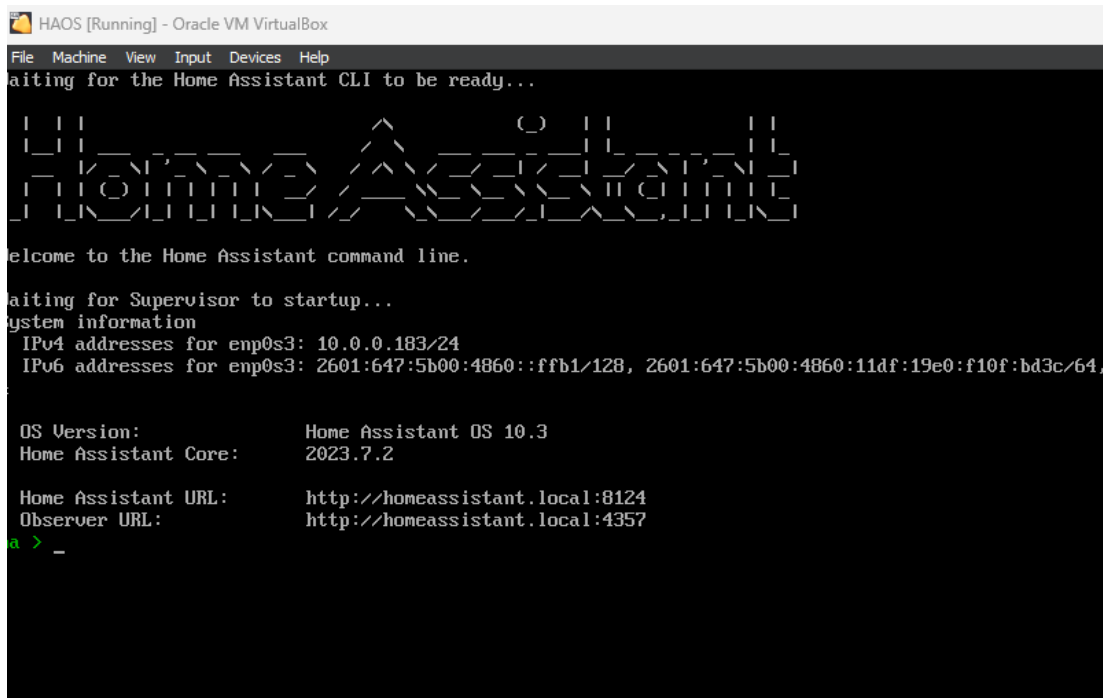 HAOS [Running] - Oracle VM VirtualBox
File Machine View Input Devices Help
aiting for the Home Assistant CLI to be ready...
Home Assistant
elcome to the Home Assistant command line.
aiting for Supervisor to startup...
ystem information
IPv4 addresses for enp0s3: 10.0.0.183/24
IPv6 addresses for enp0s3: 2601:647:5b00:4860::ffb1/128, 2601:647:5b00:4860:11df:19e0:f10f:bd3c/64,
OS Version: Home Assistant OS 10.3
Home Assistant Core: 2023.7.2
Home Assistant URL: http://homeassistant.local:8124
Observer URL: http://homeassistant.local:4357
a > _